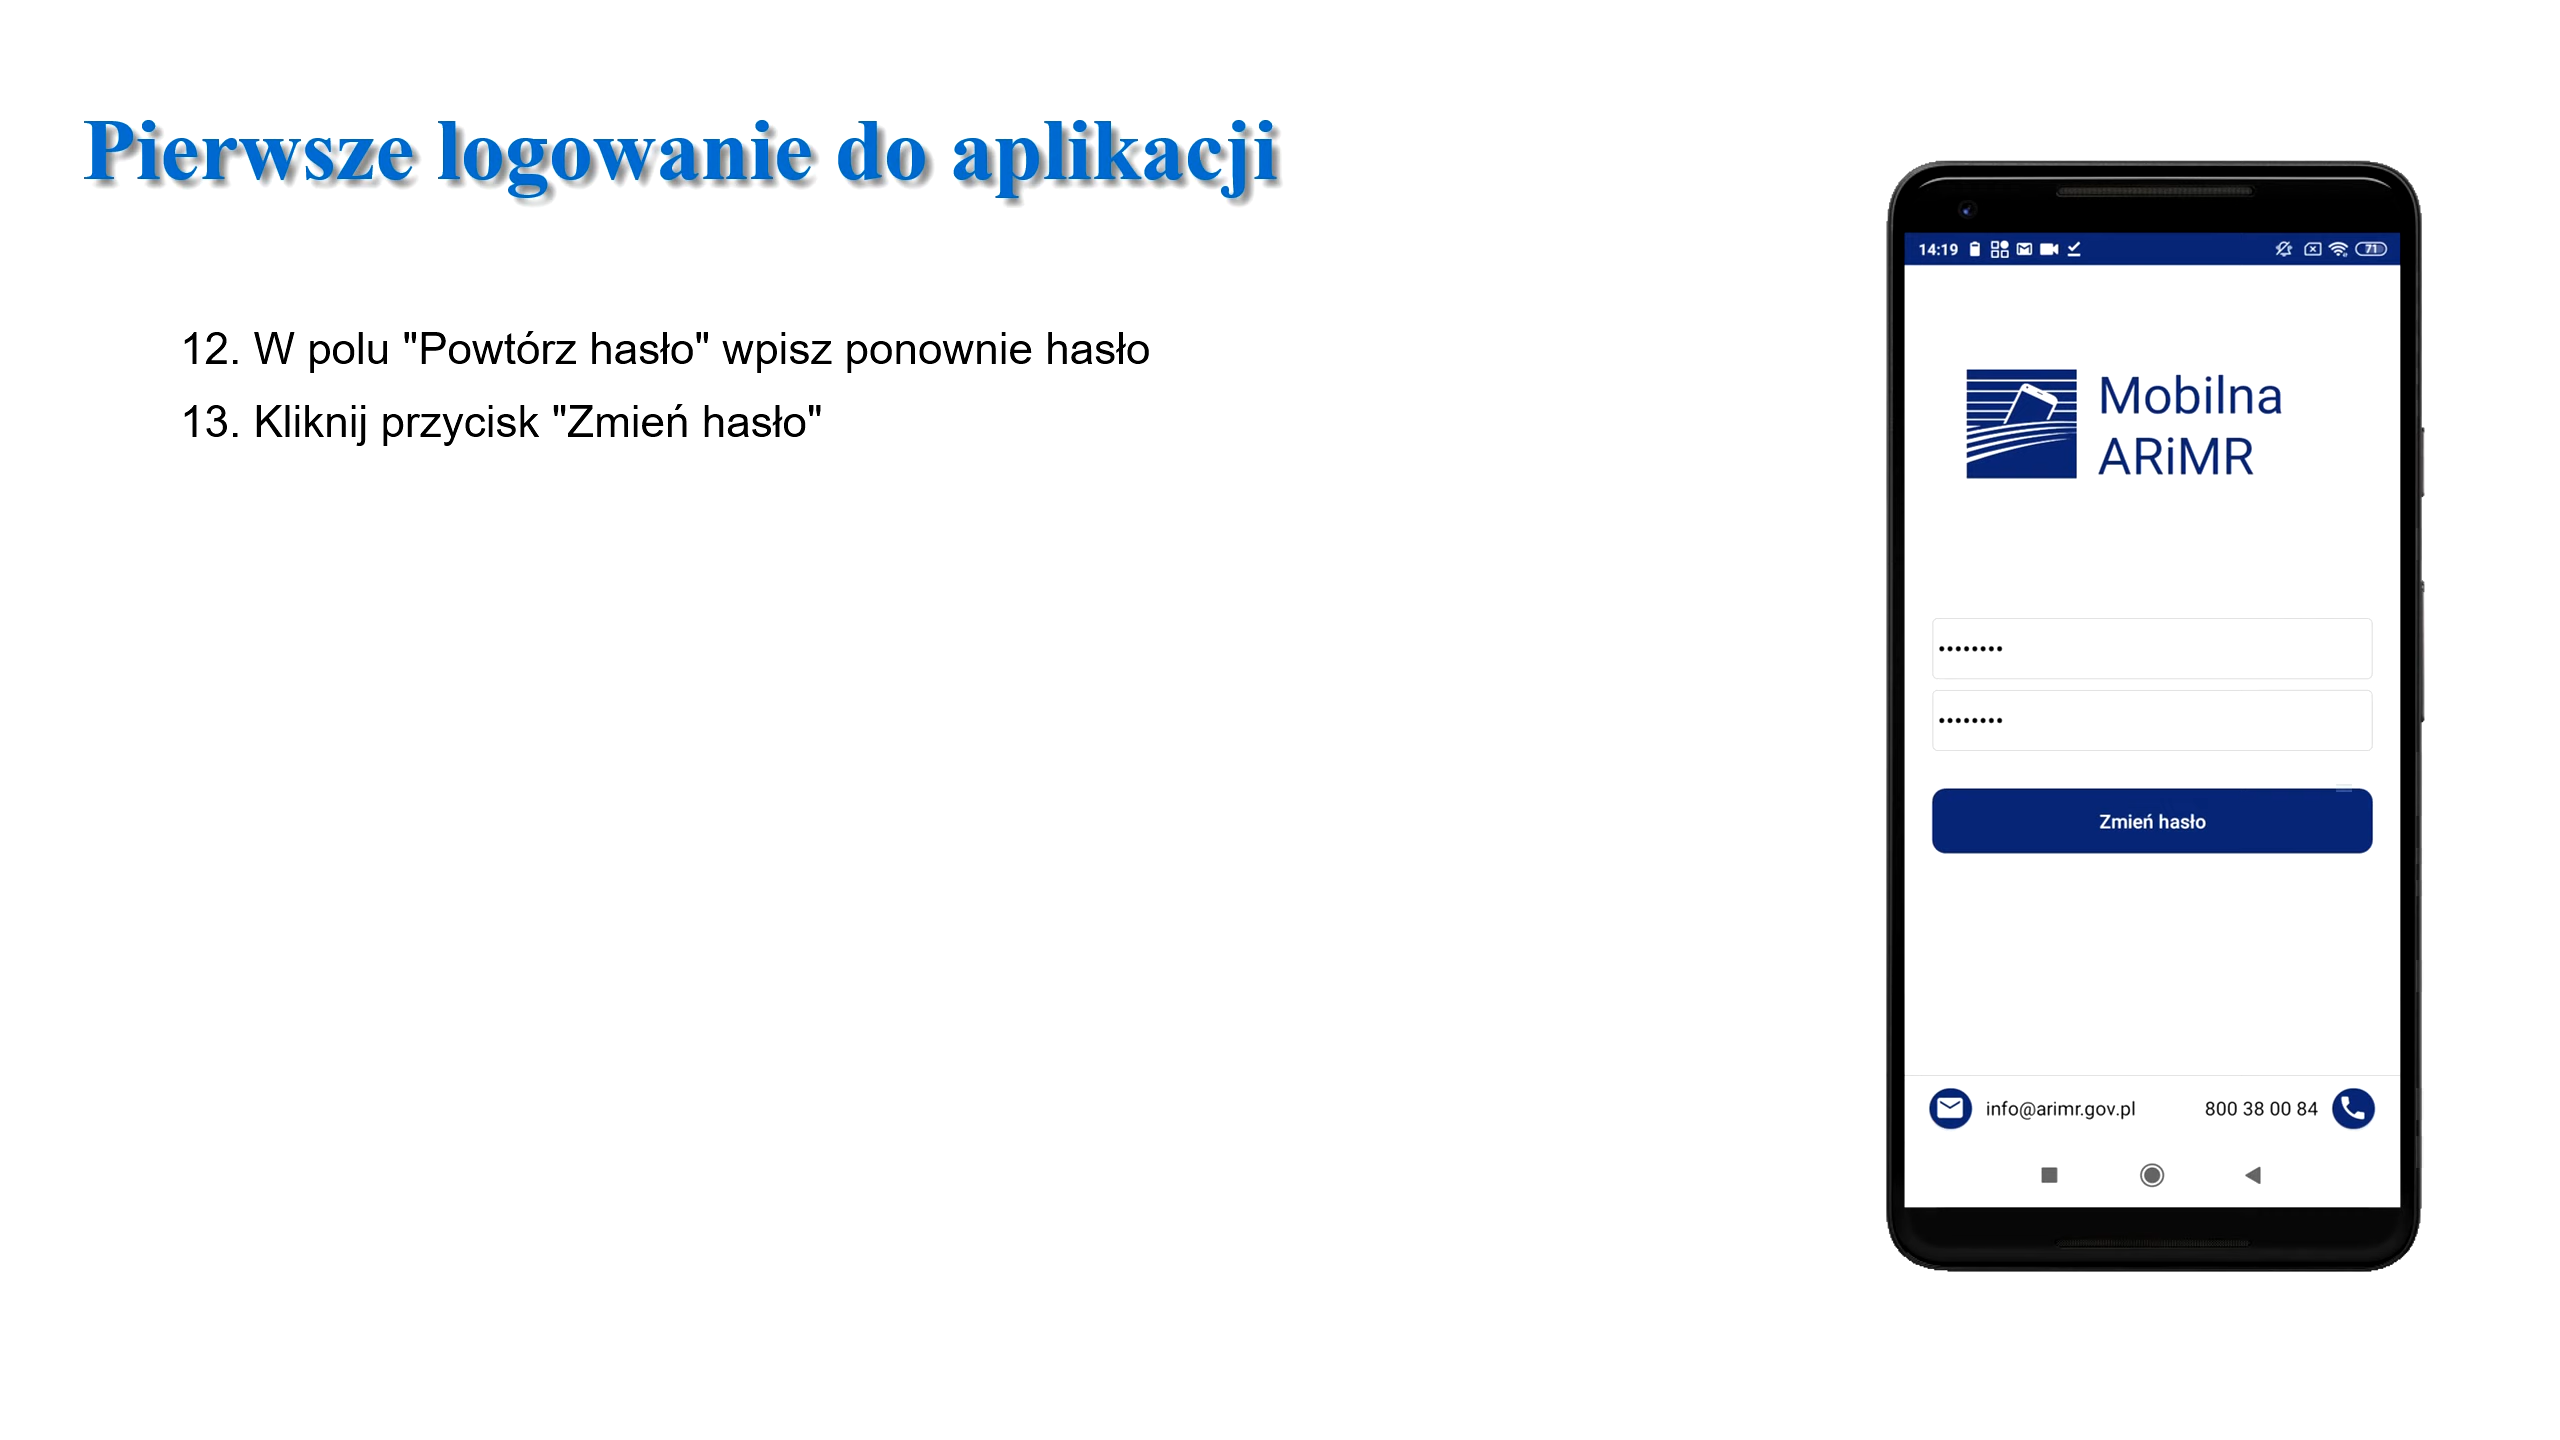 Pierwsze logowanie do aplikacji
12. W polu "Powtórz hasło" wpisz ponownie hasło
13. Kliknij przycisk "Zmień hasło"
14:19
71
Mobilna
ARiMR
••••••••
••••••••
Zmień hasło
info@arimr.gov.pl 800 38 00 84